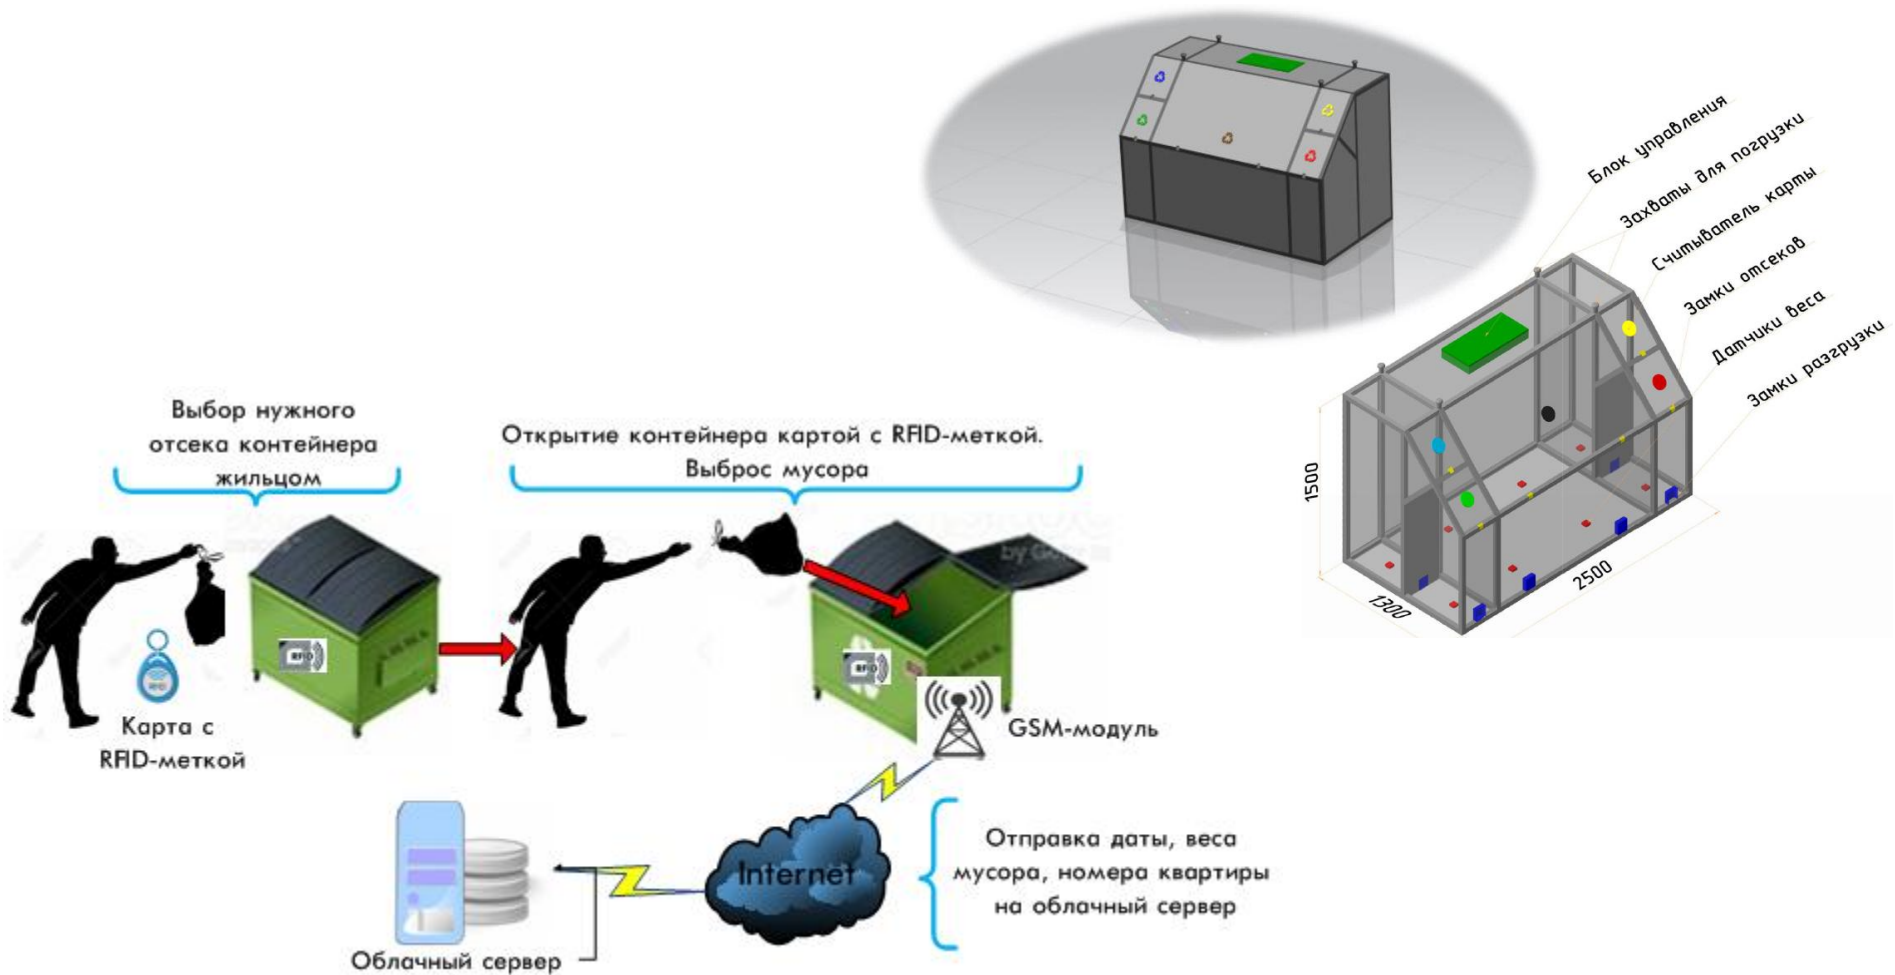 Блок управления
Захваты для погрузки
Считыватель карты
Замки отсеков
Датчики веса
Замки разгрузки
1500
1300
2500
Выбор нужного
отсека контейнера
жильцом
Открытие контейнера картой с RFID-меткой.
Выброс мусора
RFID
RFID
Карта с
RFID-меткой
GSM-модуль
Internet
Отправка даты, веса
мусора, номера квартиры
на облачный сервер
Облачный сервер